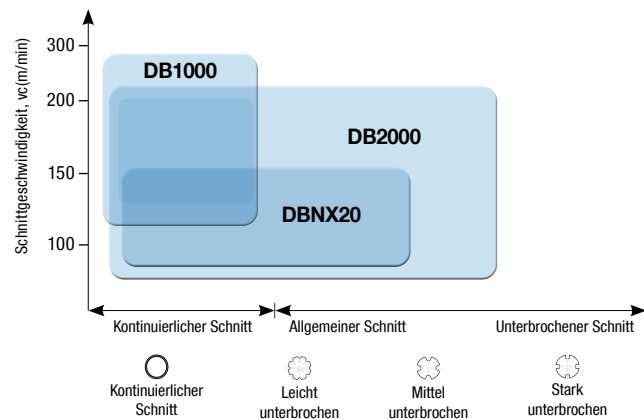 Schnittgeschwindigkeit, vc(m/min)
300
200
150
100
DB1000
DB2000
DBNX20
Kontinuierlicher Schnitt
Allgemeiner Schnitt
Unterbrochener Schnitt
Kontinuierlicher
Schnitt
Leicht
unterbrochen
Mittel
unterbrochen
Stark
unterbrochen